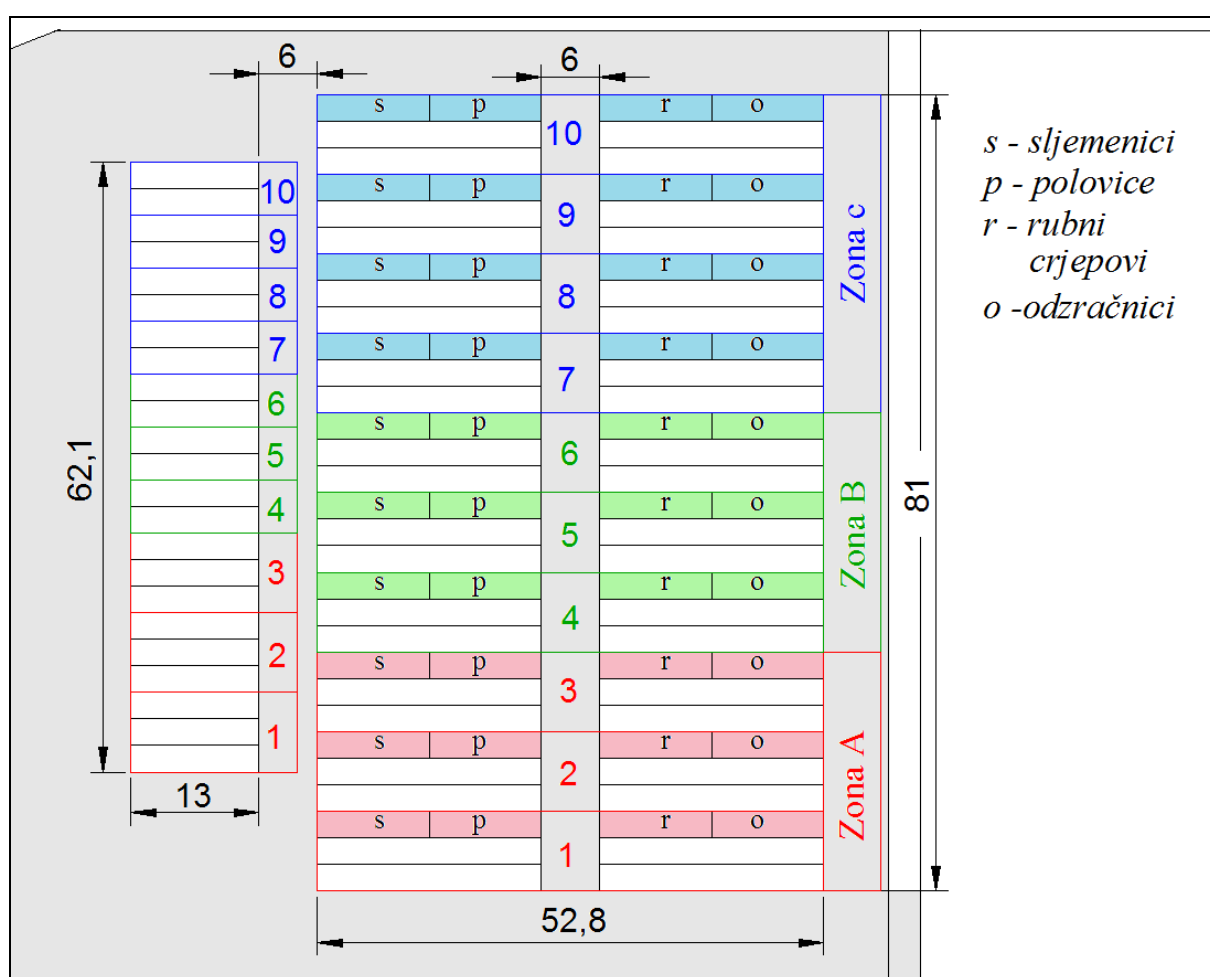 6 6
s p r o
10
s p r o
9
s p r o
8
s p r o
7
Zona c
s p r o
6
s p r o
5
s p r o
4
Zona B
s p r o
3
s p r o
2
s p r o
1
Zona A
10
9
8
7
6
5
4
3
2
1
62,1
13
52,8
81
s - sljemenici
p - polovice
r - rubni
crjepovi
o -odzračnici